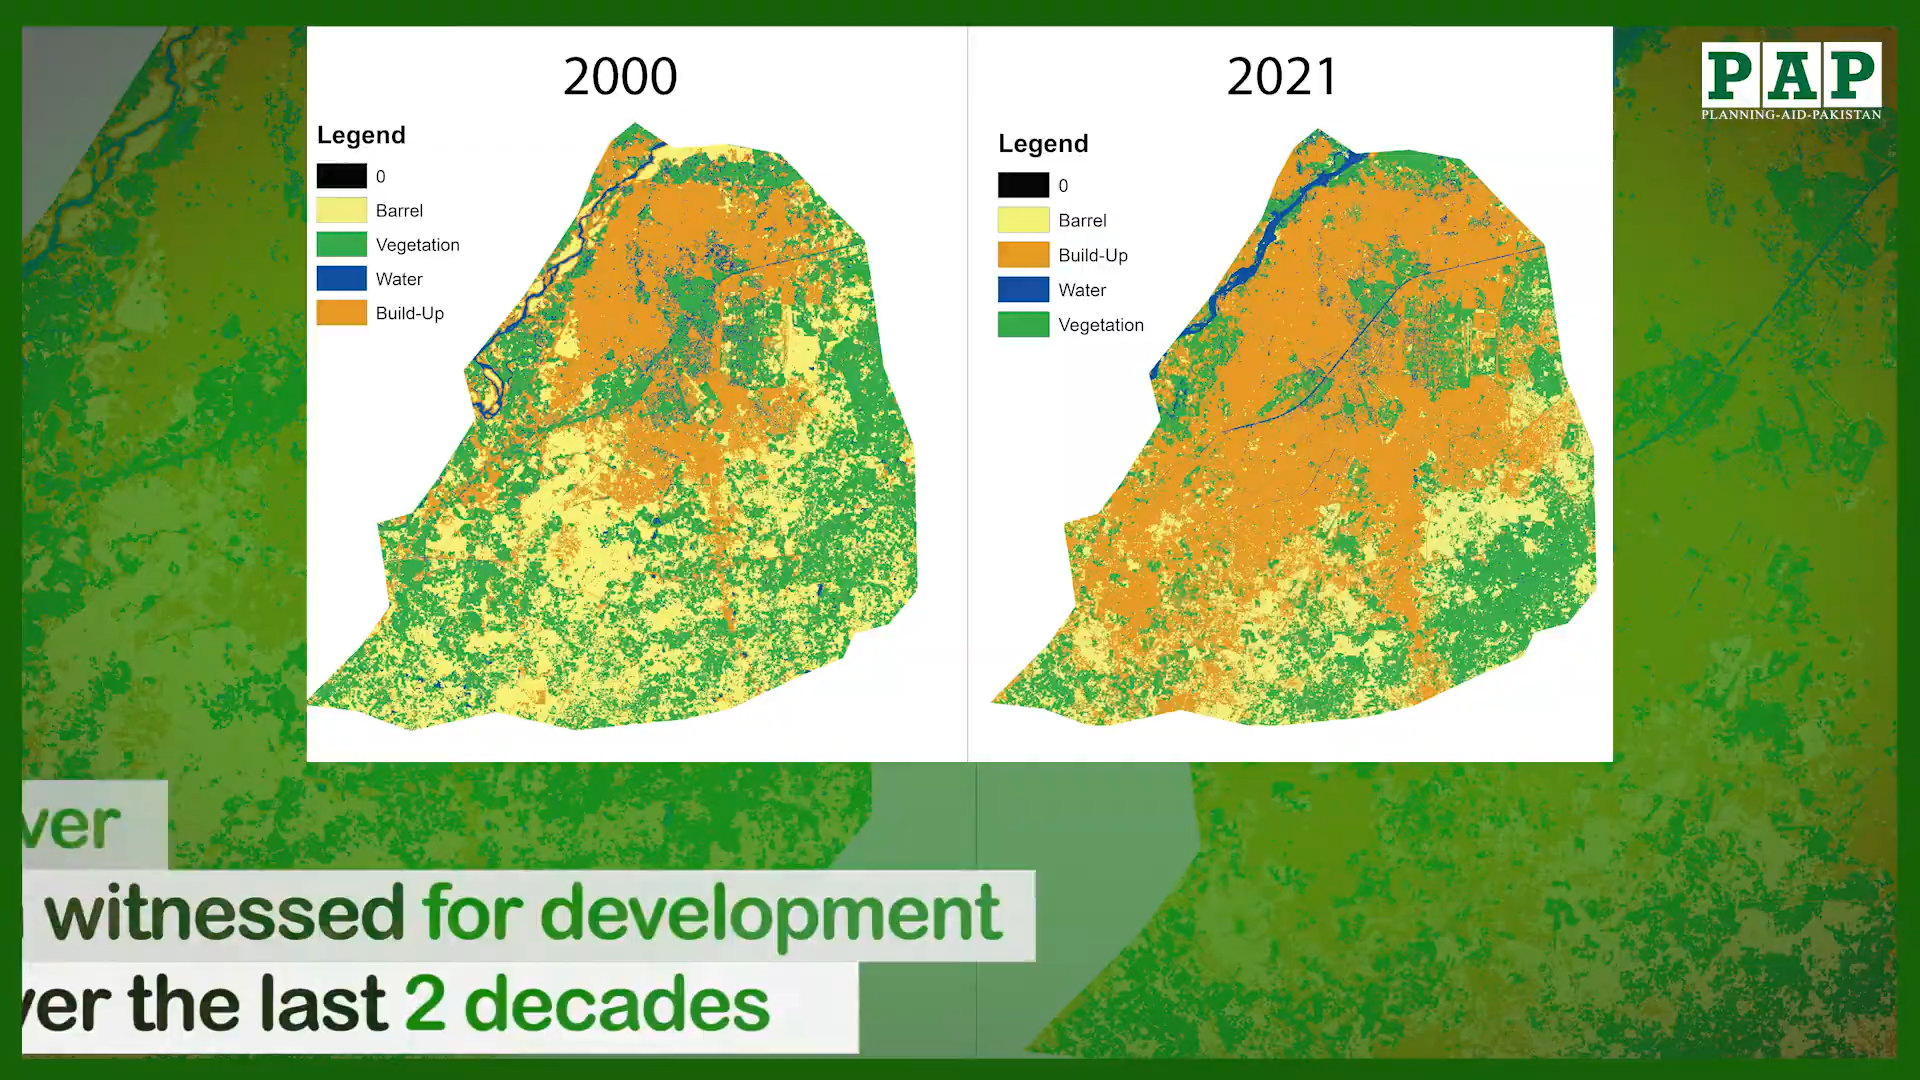 2000
Legend
0
Barrel
Vegetation
Water
Build-Up
2021
Legend
0
Barrel
Build-Up
Water
Vegetation
PAP
PLANNING-AID-PAKISTAN
ver
witnessed for development
ver the last 2 decades